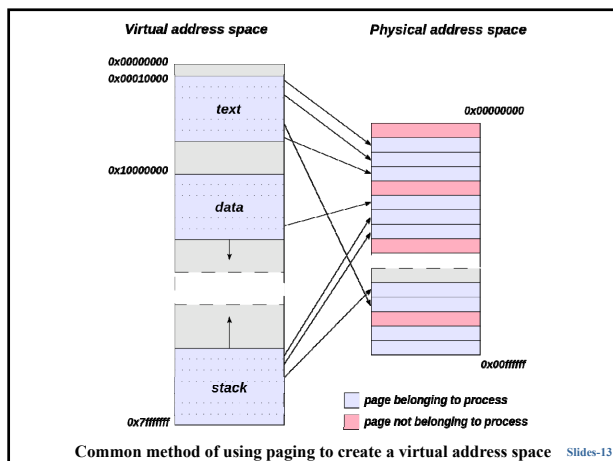 Virtual address space
Physical address space
0x00000000
0x00010000
text
0x10000000
data
stack
0x7fffffff
0x00000000
0x00ffffff
page belonging to process
page not belonging to process
Common method of using paging to create a virtual address space
Slides-13